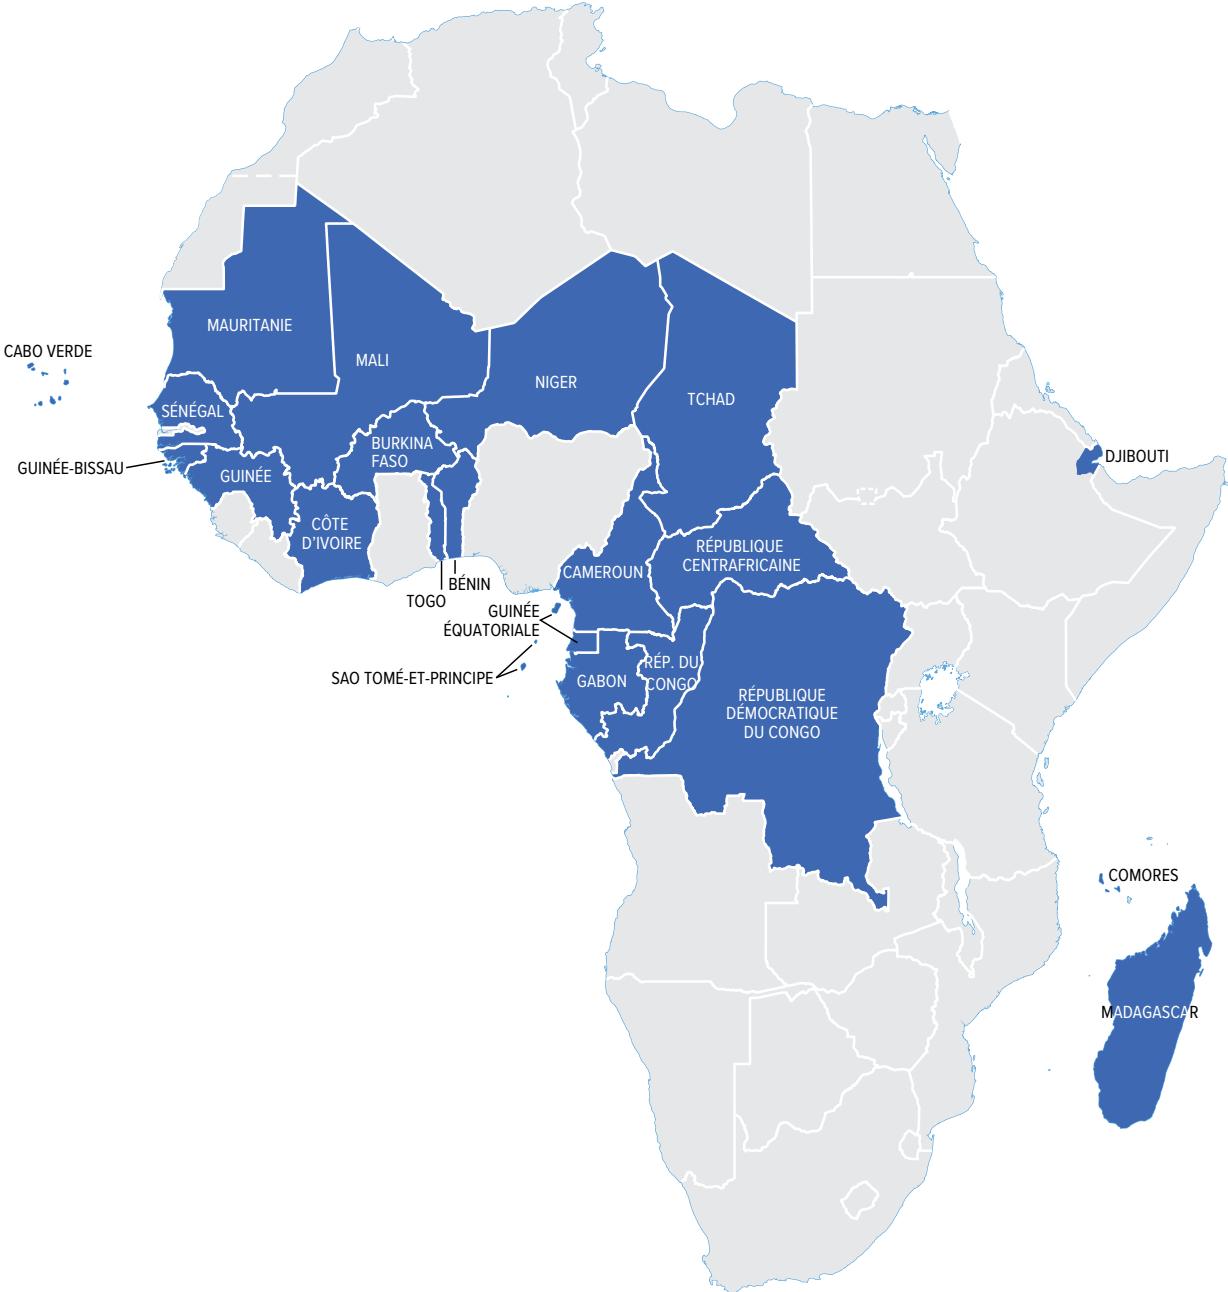 MAURITANIE
CABO VERDE
MALI
NIGER
TCHAD
SÉNÉGAL
BURKINA
FASO
GUINÉE-BISSAU
GUINÉE
DJIBOUTI
CÔTE
D'IVOIRE
RÉPUBLIQUE
CENTRAFRICAINE
CAMEROUN
BÉNIN
TOGO
GUINÉE
ÉQUATORIALE
SAO TOMÉ-ET-PRINCIPE
GABON
RÉP. DU
CONGO
RÉPUBLIQUE
DÉMOCRATIQUE
DU CONGO
COMORES
MADAGASCAR